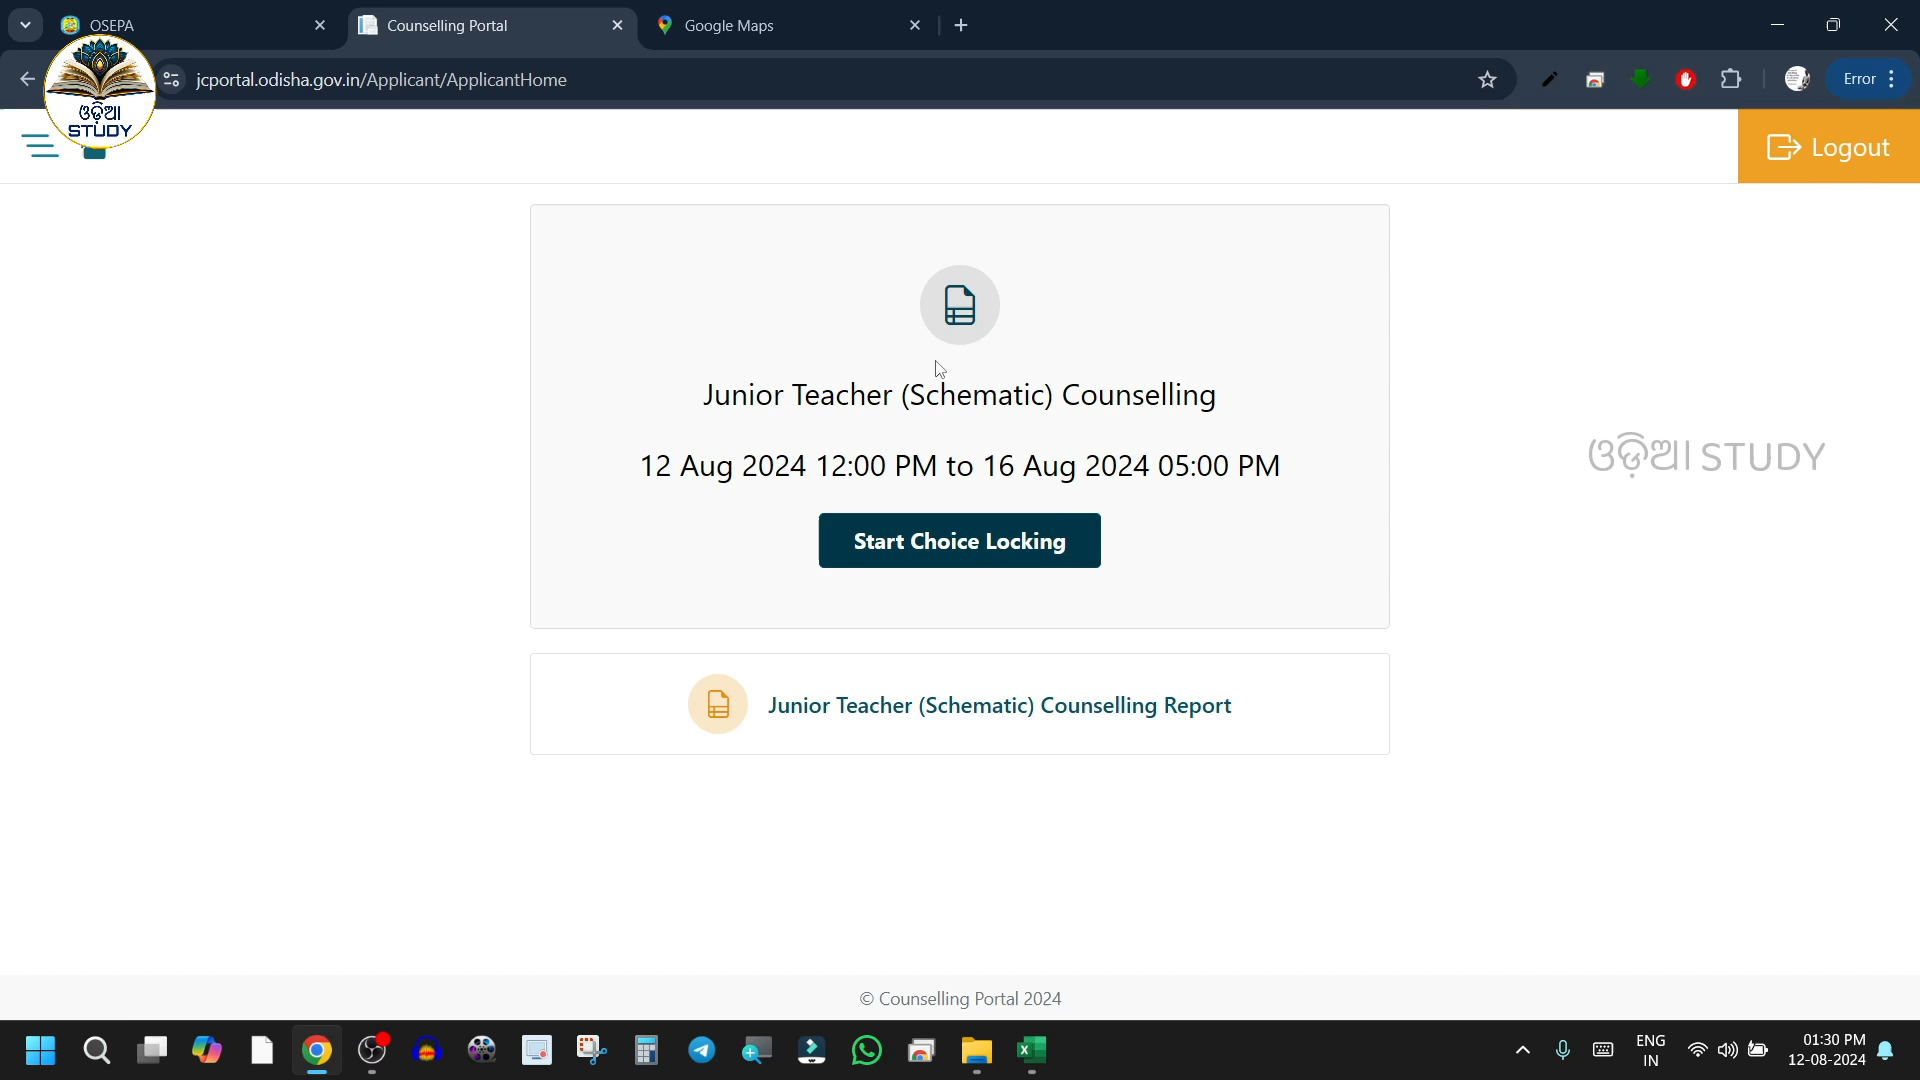 OSEPA
Counselling Portal
Google Maps
jcportal.odisha.gov.in/Applicant/ApplicantHome
Error
ଓଡ଼ିଆ
STUDY
Logout
Junior Teacher (Schematic) Counselling
12 Aug 2024 12:00 PM to 16 Aug 2024 05:00 PM
ଓଡ଼ିଆ STUDY
Start Choice Locking
Junior Teacher (Schematic) Counselling Report
© Counselling Portal 2024
ENG
IN
01:30 PM
12-08-2024